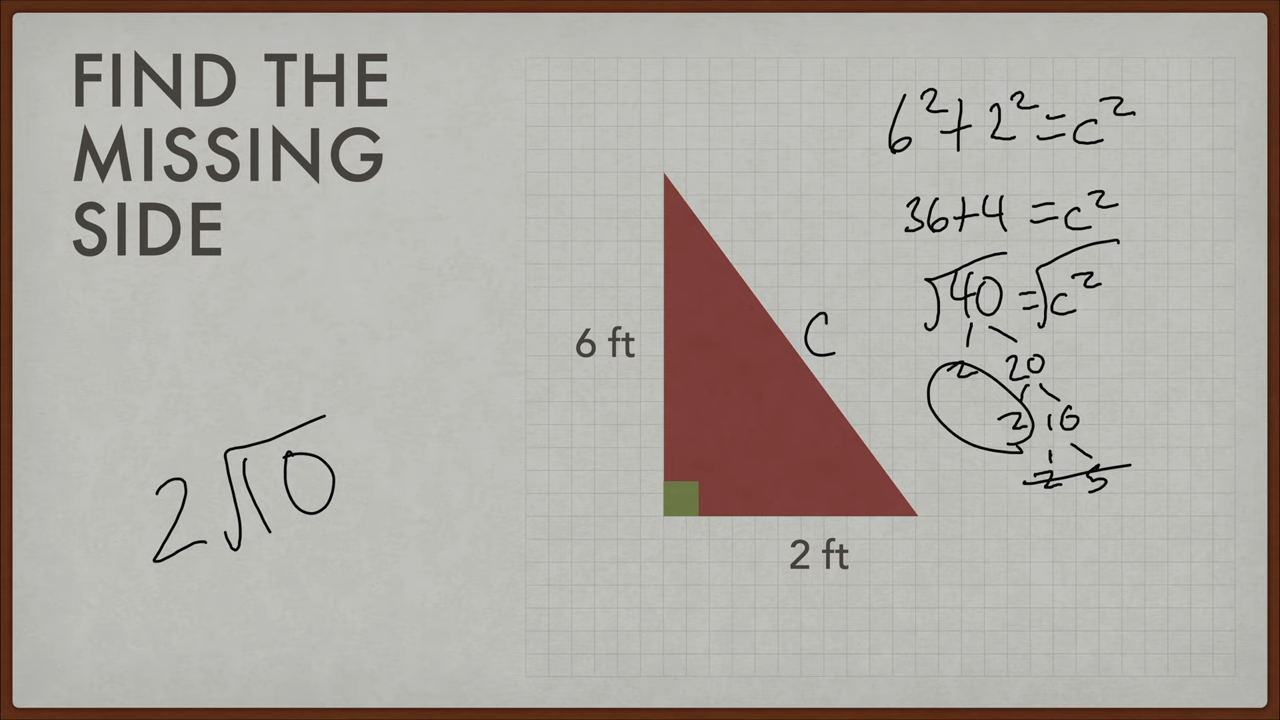 FIND THE
MISSING
SIDE
6 ft
2 ft
C
6²+2²=c²
36+4 =c²
√40 =√c²
2 20
2 10
2 5
2√10